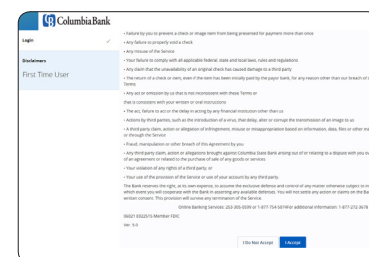 Columbia Bank
Login
Disclaimers
First Time User
• Failure by you to prevent a check or image item from being presented for payment more than once
• Any failure to properly void a check
• Any misuse of the Service
• Your failure to comply with all applicable federal, state and local laws, rules and regulations
• Any claim that the unavailability of an original check has caused damage to a third party
• The return of a check or item, even if the item has been initially paid by the payor bank, for any reason other than our breach of
Terms
• Any act or omission by us that is not inconsistent with these Terms or
that is consistent with your written or oral instructions
• The act, failure to act or the delay in acting by any financial institution other than us
• Actions by third parties, such as the introduction of a virus, that delay, alter or corrupt the transmission of an image to us
• A third party claim, action or allegation of infringement, misuse or misappropriation based on information, data, files or other
or through the Service
• Fraud, manipulation or other breach of this Agreement by you
• Any third party claim, action or allegations brought against Columbia State Bank arising out of or relating to a dispute with you
of an agreement or related to the purchase of sale of any goods or services
• Your violation of any rights of a third party; or
• Your use of the provision of the Service or use of your account by any third party.
The Bank reserves the right, at its own expense, to assume the exclusive defense and control of any matter otherwise subject to
which event you will cooperate with the Bank in asserting any available defenses. You will not settle any action or claims on the
written consent. This provision will survive any termination of the Service.
Online Banking Services: 253-305-0599 or 1-877-754-5074For additional information: 1-877-272-3678
Member FDIC
I Do Not Accept
I Accept